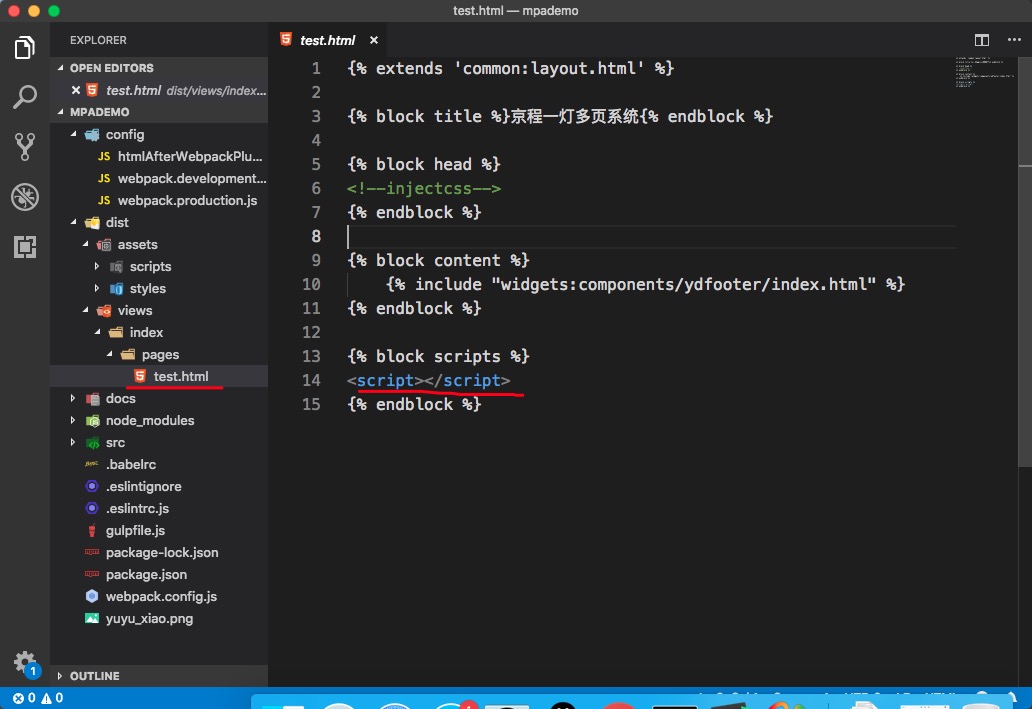 test.html — mpademo
EXPLORER
OPEN EDITORS
test.html dist/views/index...
MPADEMO
config
JS htmlAfterWebpackPlu...
JS webpack.development...
JS webpack.production.js
dist
assets
scripts
styles
views
index
pages
test.html
docs
node_modules
src
.babelrc
.eslintignore
.eslintrc.js
gulpfile.js
package-lock.json
package.json
webpack.config.js
yuyu_xiao.png
OUTLINE
1
0 0
test.html
1 {% extends 'common:layout.html' %}
2
3 {% block title %}京程一灯多页系统{% endblock %}
4
5 {% block head %}
6 <!--injectcss-->
7 {% endblock %}
8
9 {% block content %}
10 {% include "widgets:components/ydfooter/index.html" %}
11 {% endblock %}
12
13 {% block scripts %}
14 <script></script>
15 {% endblock %}